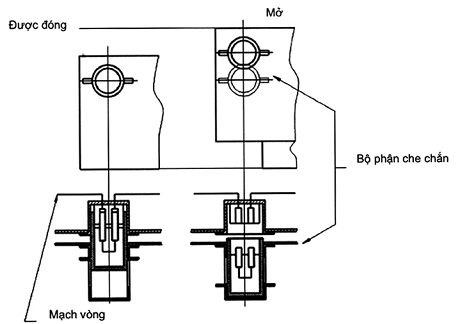 Mở
Được đóng
Bộ phận che chắn
Mạch vòng